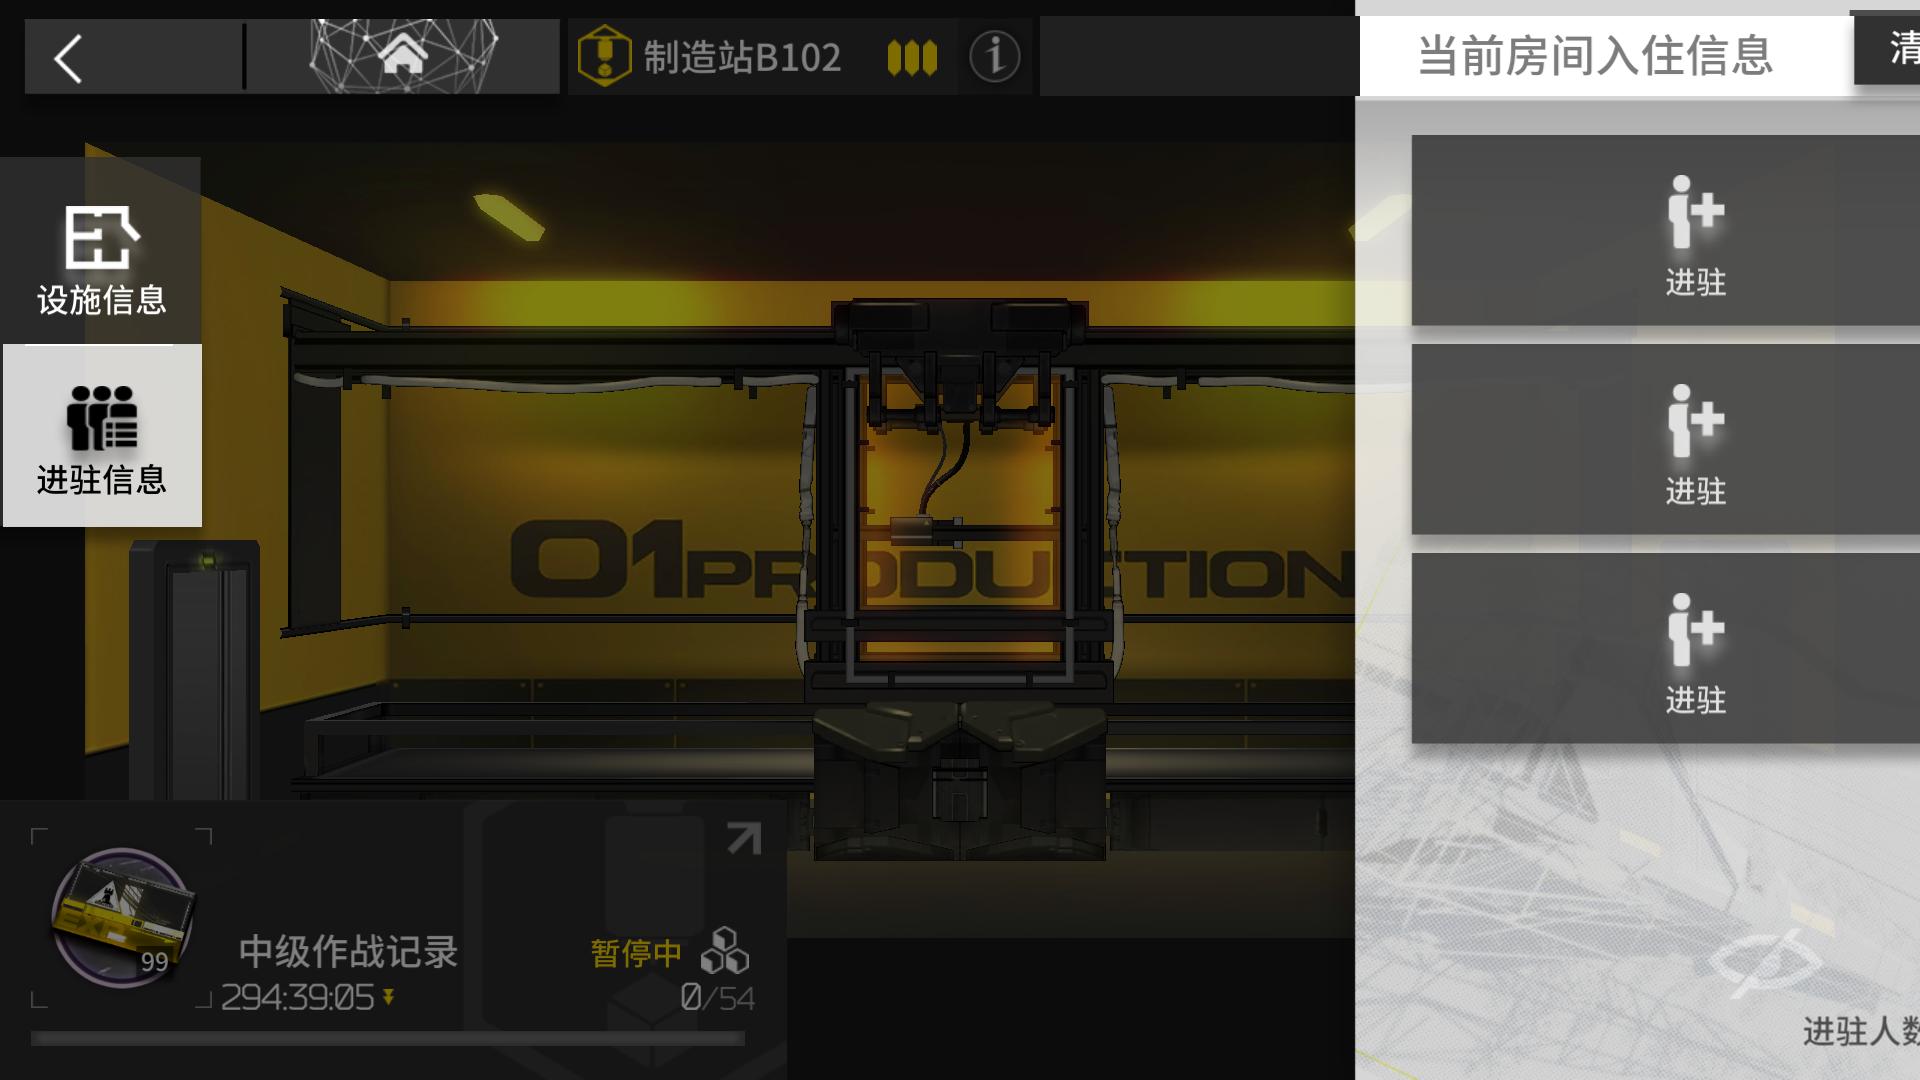 制造站B102
当前房间入住信息
清
设施信息
进驻信息
进驻
进驻
进驻
01PRODUCTION
99
中级作战记录
暂停中
294:39:05
0/54
进驻人数